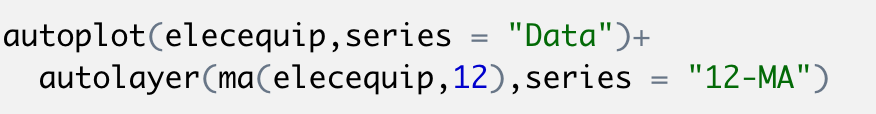 autoplot(elecequip,series = "Data")+
  autolayer(ma(elecequip,12),series = "12-MA")